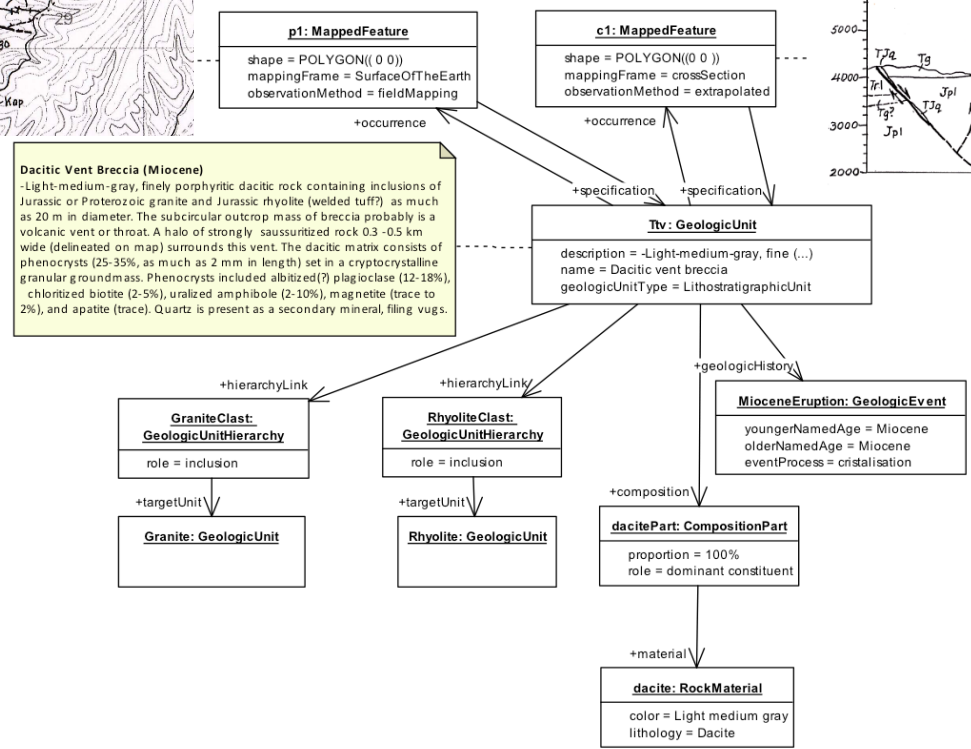 29
Kap
p1: MappedFeature
shape = POLYGON(( 0 0))
mappingFrame = SurfaceOfTheEarth
observationMethod = fieldMapping
c1: MappedFeature
shape = POLYGON((0 0 ))
mappingFrame = crossSection
observationMethod = extrapolated
5000
4000
3000
2000
TJq
Tg
Tr1
Jpl
Tg?
TJq
Jpl
+occurrence
+occurrence
+specification
+specification
Dacitic Vent Breccia (Miocene)
-Light-medium-gray, finely porphyritic dacitic rock containing inclusions of
Jurassic or Proterozoic granite and Jurassic rhyolite (welded tuff?) as much
as 20 m in diameter. The subcircular outcrop mass of breccia probably is a
volcanic vent or throat. A halo of strongly saussuritized rock 0.3 -0.5 km
wide (delineated on map) surrounds this vent. The dacitic matrix consists of
phenocrysts (25-35%, as much as 2 mm in length) set in a cryptocrystalline
granular groundmass. Phenocrysts included albitized(?) plagioclase (12-18%),
chloritized biotite (2-5%), uralized amphibole (2-10%), magnetite (trace to
2%), and apatite (trace). Quartz is present as a secondary mineral, filing vugs.
Ttv: GeologicUnit
description = -Light-medium-gray, fine (...)
name = Dacitic vent breccia
geologicUnitType = LithostratigraphicUnit
+hierarchyLink
+hierarchyLink
+geologicHistory
GraniteClast:
GeologicUnitHierarchy
role = inclusion
RhyoliteClast:
GeologicUnitHierarchy
role = inclusion
MioceneEruption: GeologicEvent
youngerNamedAge = Miocene
olderNamedAge = Miocene
eventProcess = cristalisation
+targetUnit
+targetUnit
+composition
Granite: GeologicUnit
Rhyolite: GeologicUnit
dacitePart: CompositionPart
proportion = 100%
role = dominant constituent
+material
dacite: RockMaterial
color = Light medium gray
lithology = Dacite